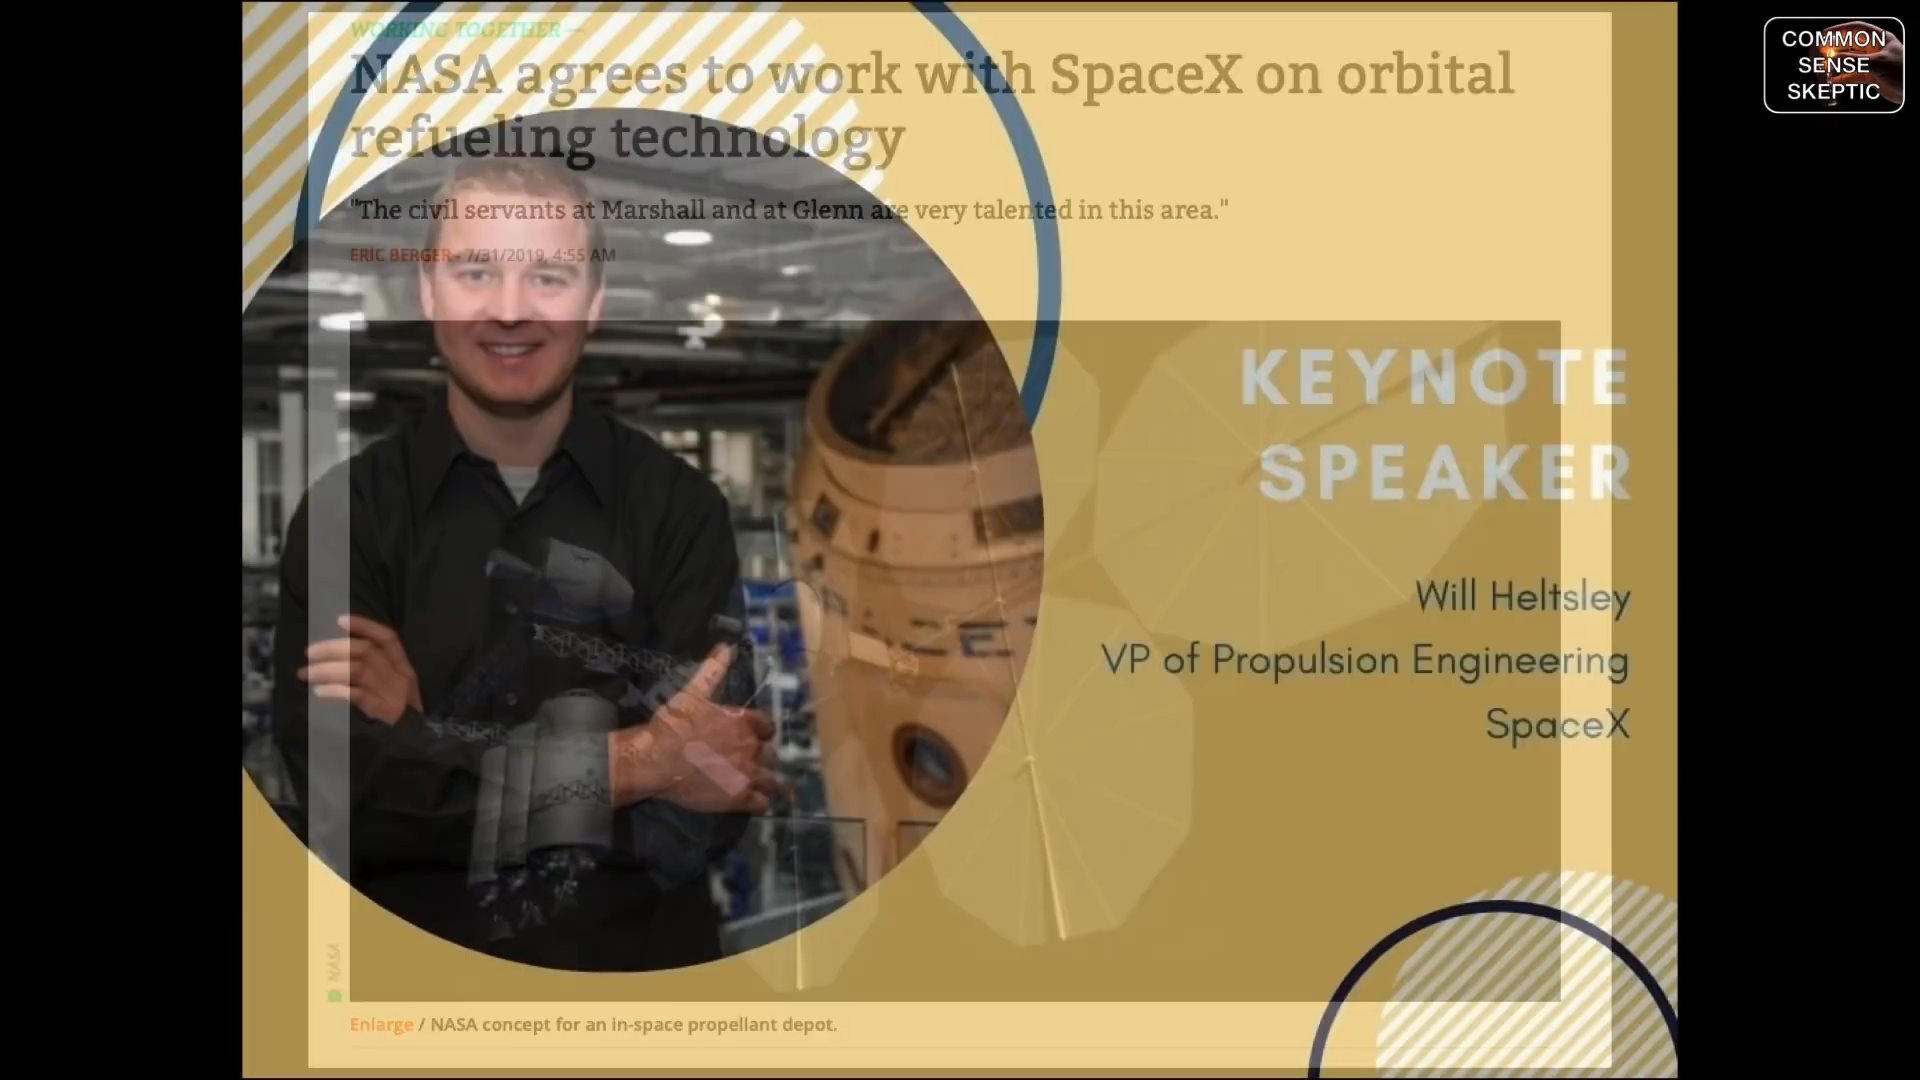 WORKING TOGETHER —
NASA agrees to work with SpaceX on orbital
refueling technology
"The civil servants at Marshall and at Glenn are very talented in this area."
ERIC BERGER - 7/31/2019, 4:55 AM
COMMON
SENSE
SKEPTIC
KEYNOTE
SPEAKER
Will Heltsley
VP of Propulsion Engineering
SpaceX
NASA
Enlarge / NASA concept for an in-space propellant depot.